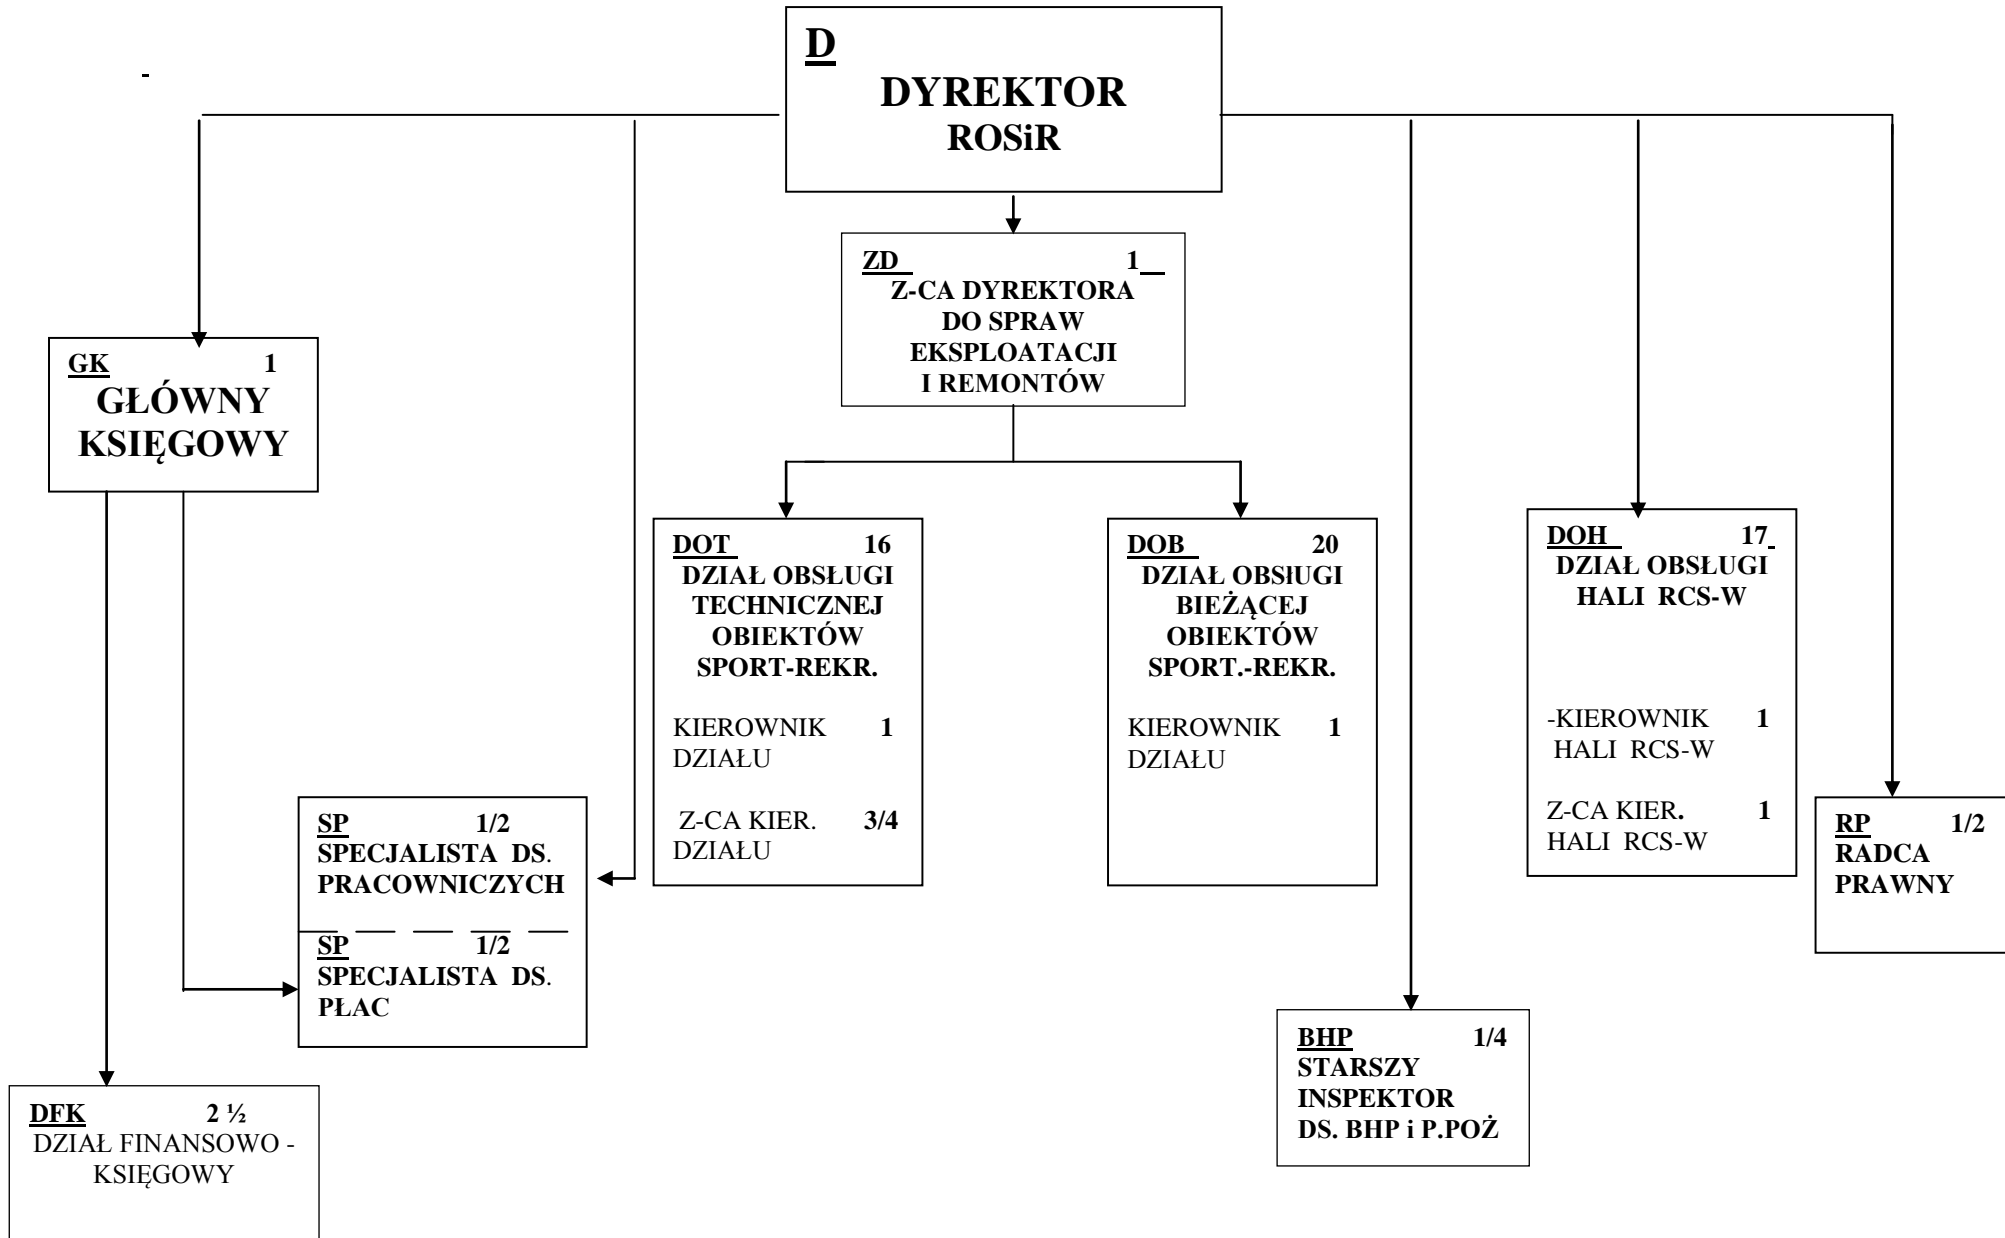 D
DYREKTOR
ROSiR
ZD 1
Z-CA DYREKTORA
DO SPRAW
EKSPLOATACJI
I REMONTÓW
GK 1
GŁÓWNY
KSIĘGOWY
DOT 16
DZIAŁ OBSŁUGI
TECHNICZNEJ
OBIEKTÓW
SPORT-REKR.
KIEROWNIK 1
DZIAŁU
Z-CA KIER. 3/4
DZIAŁU
DOB 20
DZIAŁ OBSłUGI
BIEŻĄCEJ
OBIEKTÓW
SPORT.-REKR.
KIEROWNIK 1
DZIAŁU
DOH 17
DZIAŁ OBSŁUGI
HALI RCS-W
-KIEROWNIK 1
HALI RCS-W
Z-CA KIER. 1
HALI RCS-W
SP 1/2
SPECJALISTA DS.
PRACOWNICZYCH
SP 1/2
SPECJALISTA DS.
PŁAC
RP 1/2
RADCA
PRAWNY
BHP 1/4
STARSZY
INSPEKTOR
DS. BHP i P.POŻ
DFK 2 ½
DZIAŁ FINANSOWO -
KSIĘGOWY